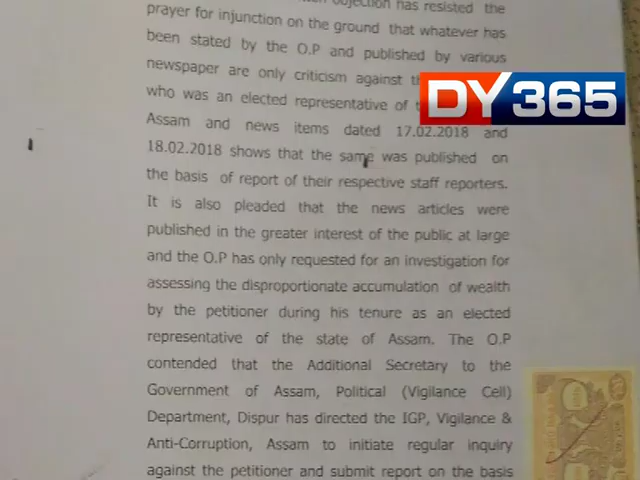 objection has resisted the
prayer for injunction on the ground that whatever has
been stated by the O.P and published by various
newspaper are only criticism against
who was an elected representative of
Assam and news items dated 17.02.2018 and
18.02.2018 shows that the same was published on
the basis of report of their respective staff reporters.
It is also pleaded that the news articles were
published in the greater interest of the public at large
and the O.P has only requested for an investigation for
assessing the disproportionate accumulation of wealth
by the petitioner during his tenure as an elected
representative of the state of Assam. The O.P
contended that the Additional Secretary to the
Government of Assam, Political (Vigilance Cell)
Department, Dispur has directed the IGP, Vigilance &
Anti-Corruption, Assam to initiate regular inquiry
against the petitioner and submit report on the basis
DY365